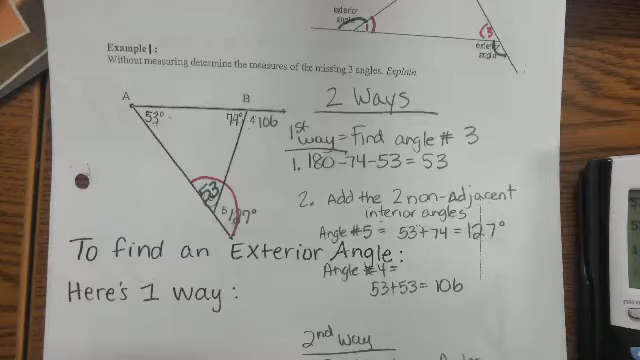 exterior
angle
1
3
exterior
angle
Example 1:
Without measuring determine the measures of the missing 3 angles. Explain
A
B
53°
74°
4 106
53
5 127°
2 Ways
1st
way = Find angle # 3
1. 180 - 74 - 53 = 53
2. Add the 2 non-Adjacent
interior angles
Angle #5 = 53 + 74 = 127°
Angle #4 =
53 + 53 = 106
To find an Exterior Angle:
Here's 1 way:
2nd Way